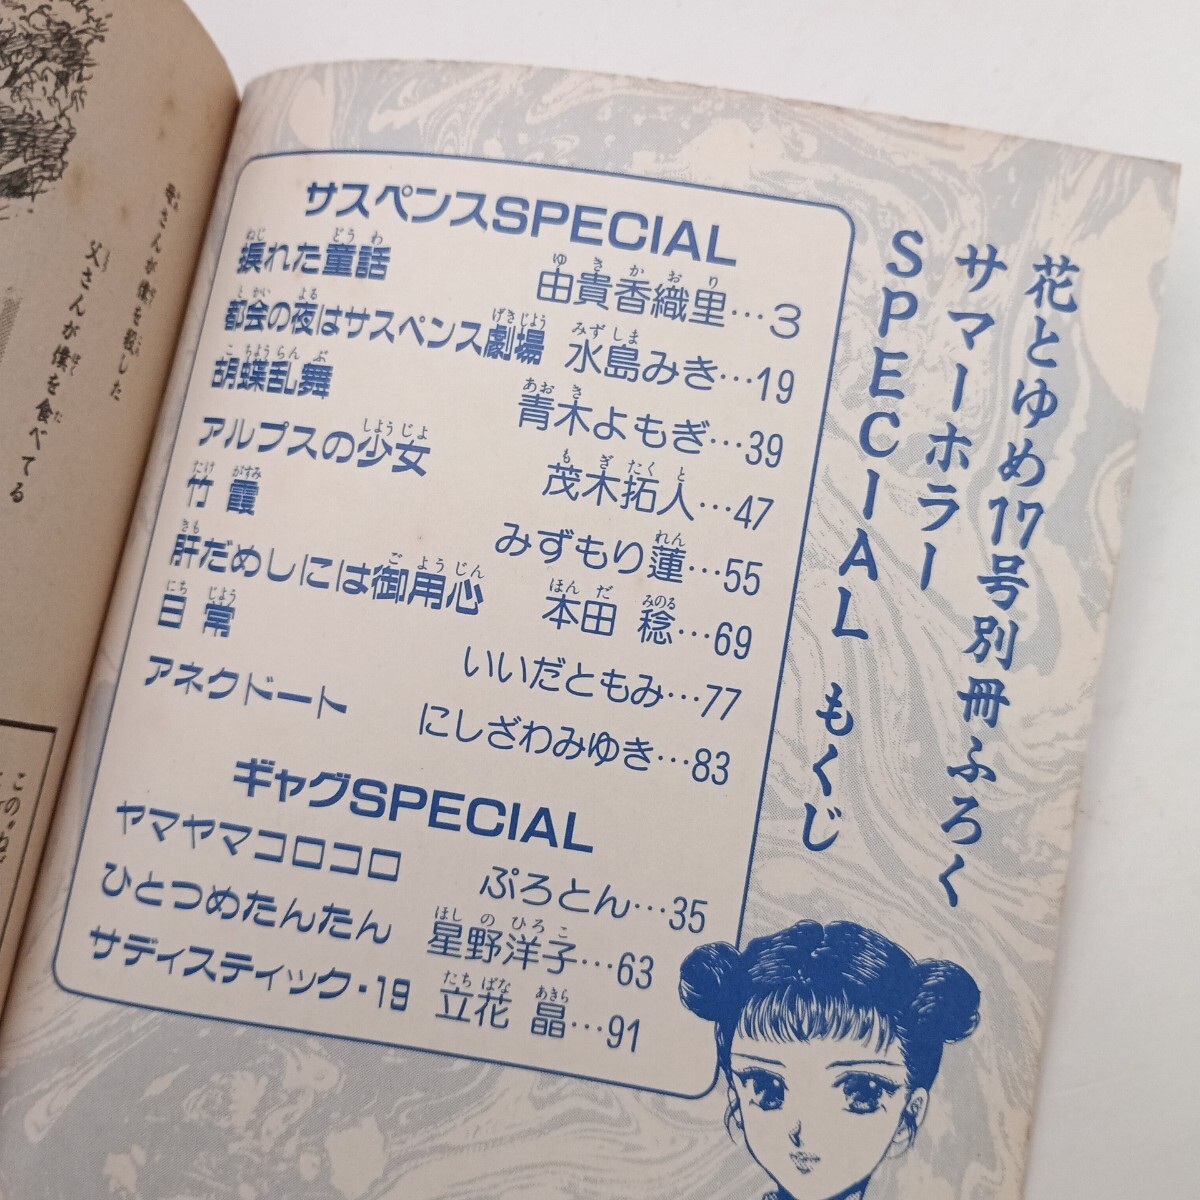 花とゆめ17号別冊ふろく
サマーホラー
SPECIAL もくじ
サスペンスSPECIAL
捩れた童話 由貴香織里…3
都会の夜はサスペンス劇場 水島みき…19
胡蝶乱舞 青木よもぎ…39
アルプスの少女 茂木拓人…47
竹霞 みずもり蓮…55
肝だめしには御用心 本田 稔…69
日常 いいだともみ…77
アネクドート にしざわみゆき…83
ギャグSPECIAL
ヤマヤマコロコロ ぷろとん…35
ひとつめたんたん 星野洋子…63
サディスティック・19 立花 晶…91
母さんが僕を殺した
父さんが僕を食べてる